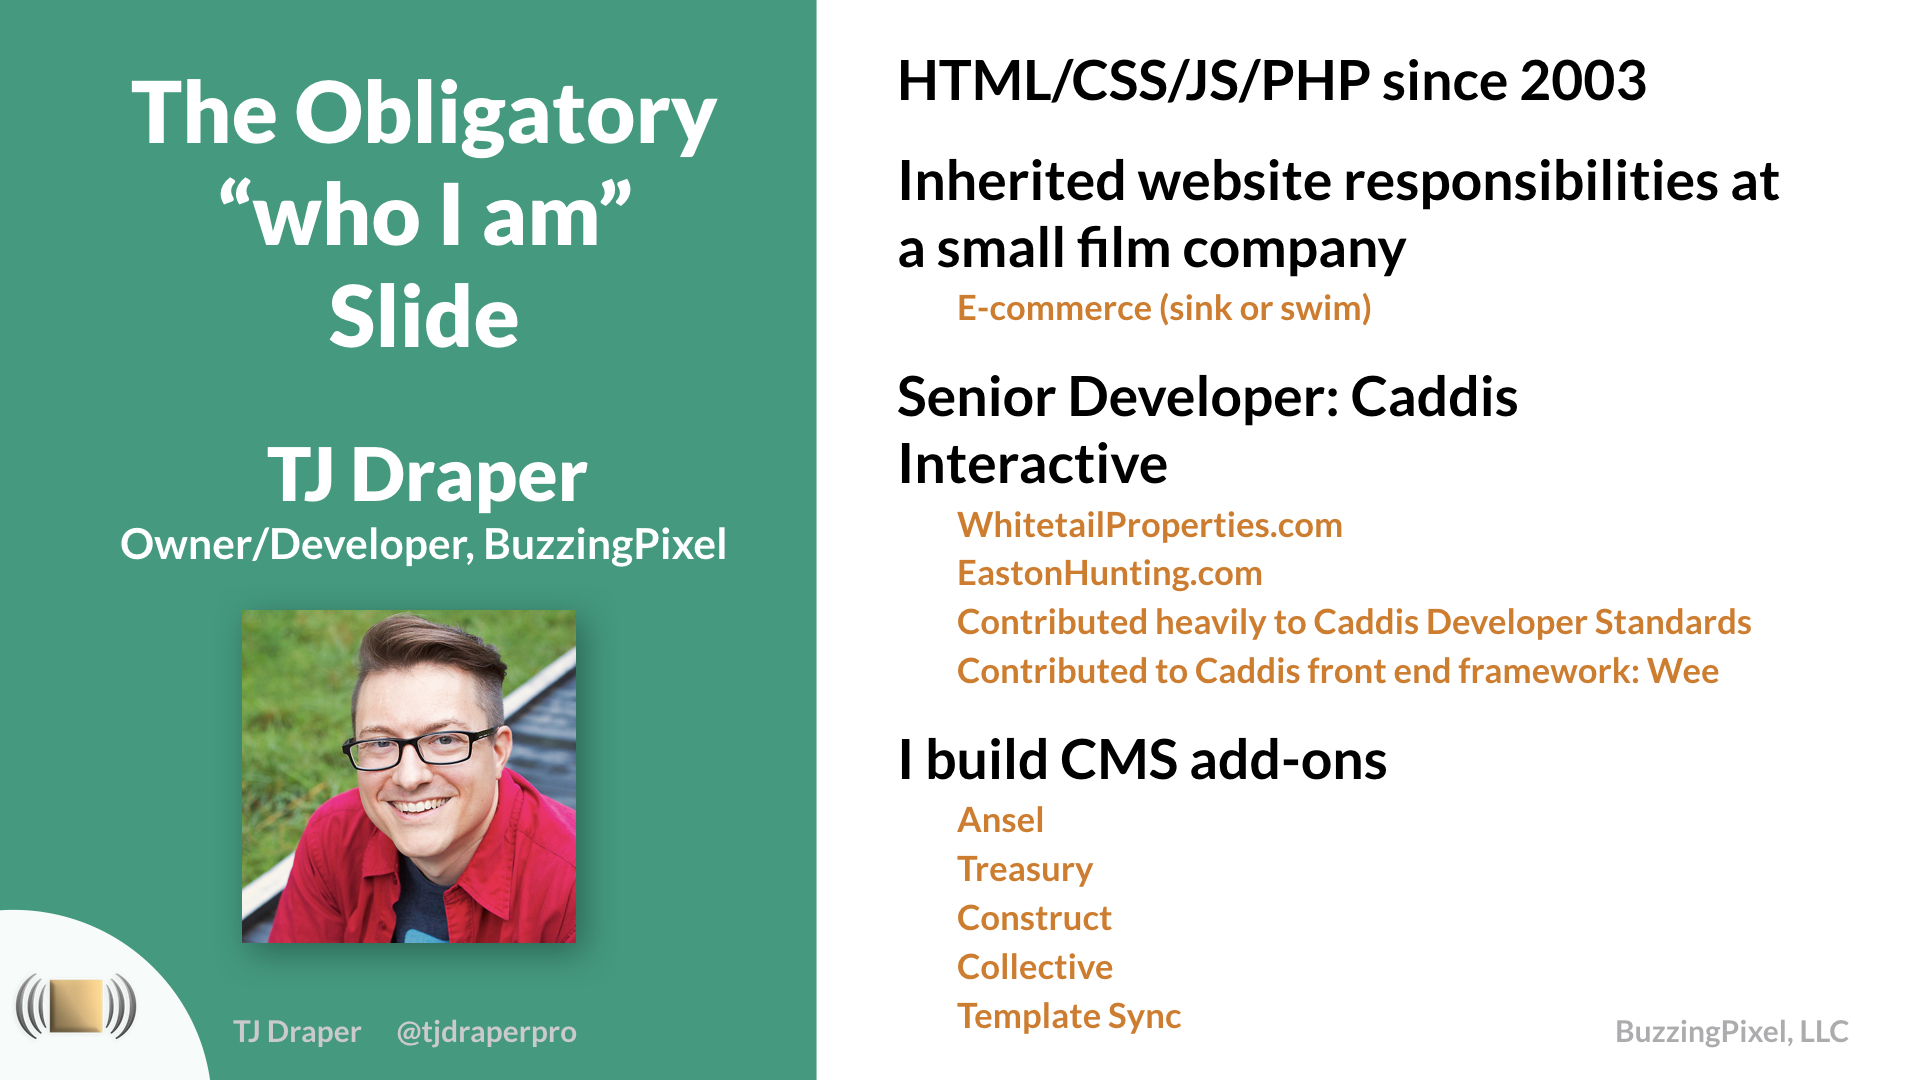 The Obligatory
“who I am”
Slide
TJ Draper
Owner/Developer, BuzzingPixel
TJ Draper @tjdraperpro
HTML/CSS/JS/PHP since 2003
Inherited website responsibilities at
a small film company
E-commerce (sink or swim)
Senior Developer: Caddis
Interactive
WhitetailProperties.com
EastonHunting.com
Contributed heavily to Caddis Developer Standards
Contributed to Caddis front end framework: Wee
I build CMS add-ons
Ansel
Treasury
Construct
Collective
Template Sync
BuzzingPixel, LLC